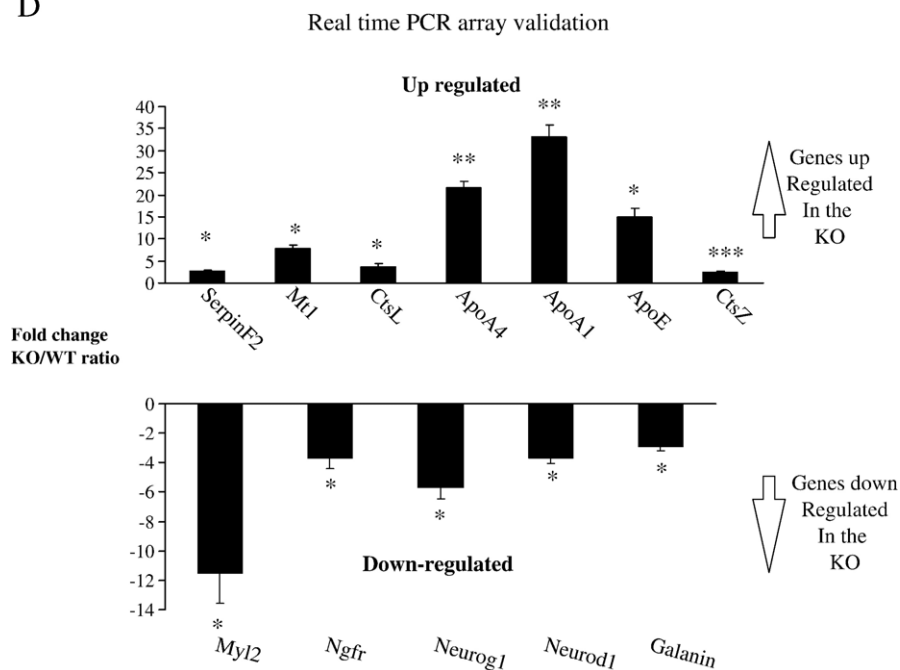 D
Real time PCR array validation
Up regulated
40
35
30
25
20
15
10
5
0
*
*
*
**
**
*
***
SerpinF2
Mt1
CtsL
ApoA4
ApoA1
ApoE
CtsZ
Genes up
Regulated
In the
KO
Fold change
KO/WT ratio
0
-2
-4
-6
-8
-10
-12
-14
*
*
*
*
*
Down-regulated
Myl2
Ngfr
Neurog1
Neurod1
Galanin
Genes down
Regulated
In the
KO